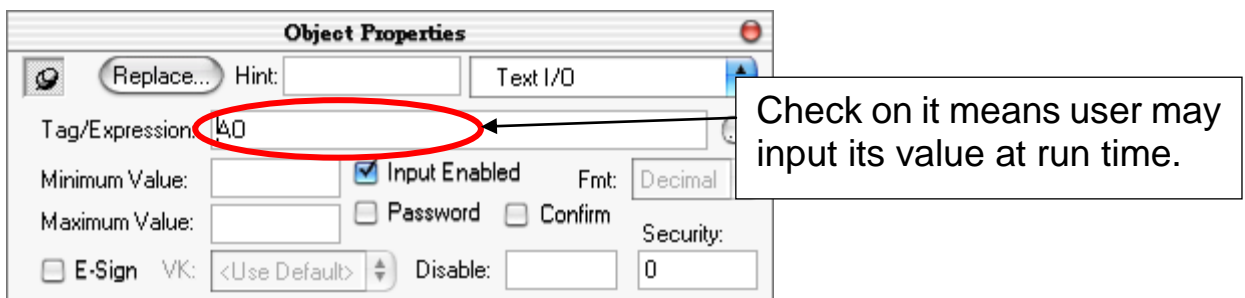 Object Properties
Replace... Hint: Text I/O
Tag/Expression: AO
Minimum Value: Input Enabled Fmt: Decimal
Maximum Value: Password Confirm
Security:
E-Sign VK: <Use Default> Disable: 0
Check on it means user may
input its value at run time.